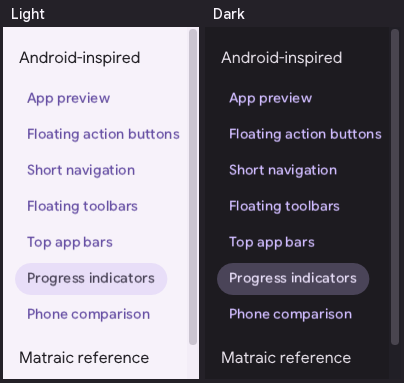 Light
Android-inspired
App preview
Floating action buttons
Short navigation
Floating toolbars
Top app bars
Progress indicators
Phone comparison
Matraic reference
Dark
Android-inspired
App preview
Floating action buttons
Short navigation
Floating toolbars
Top app bars
Progress indicators
Phone comparison
Matraic reference